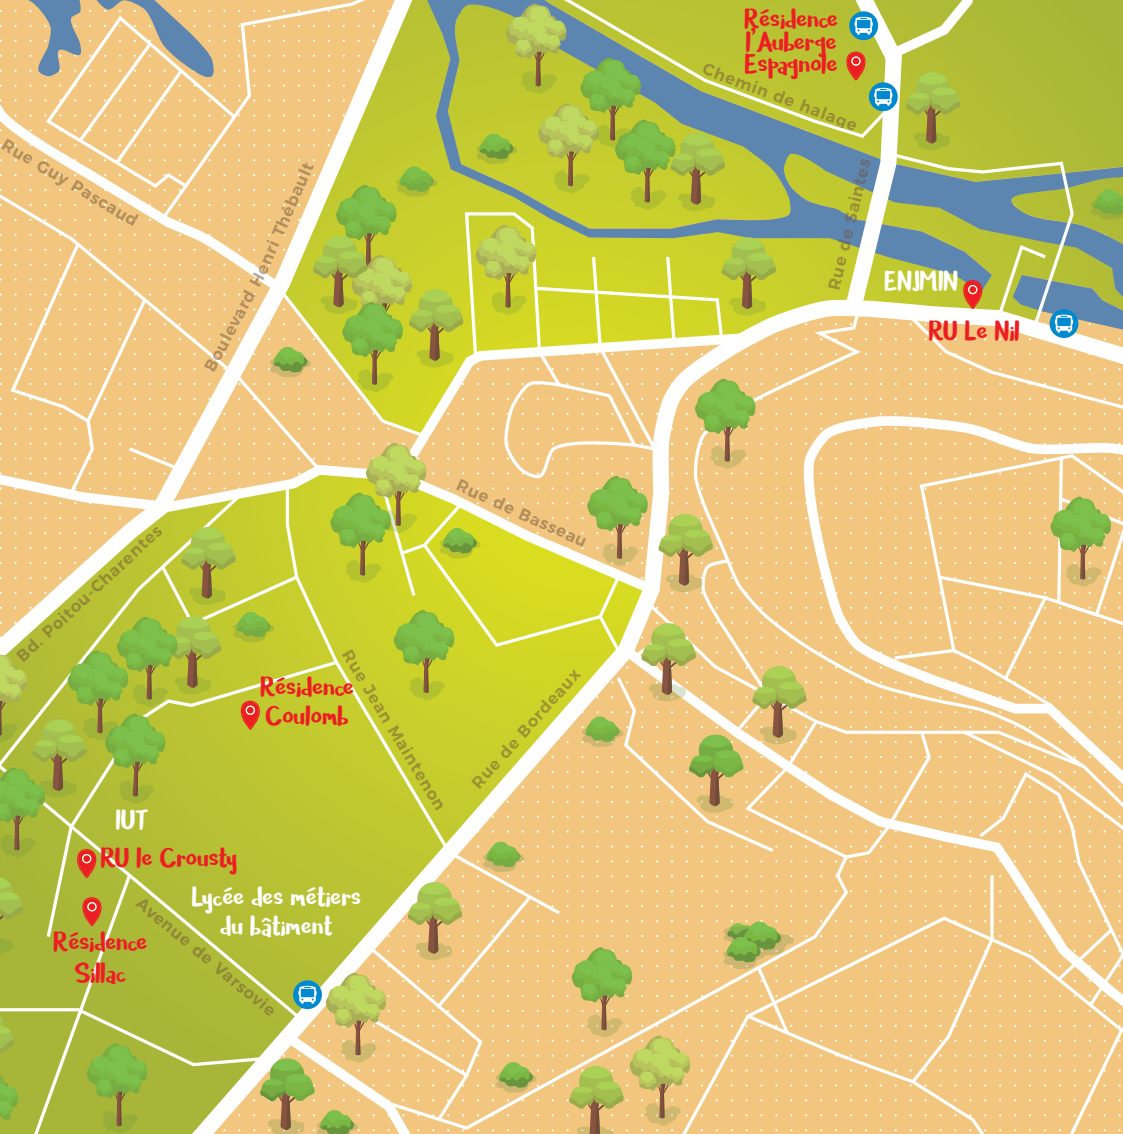 Résidence
l'Auberge
Espagnole
Chemin de halage
Rue Guy Pascaud
Boulevard Henri Thébault
Rue de Saintes
ENJMIN
RU Le Nil
Rue de Basseau
Bd. Poitou-Charentes
Résidence
Coulomb
Rue Jean Maintenon
Rue de Bordeaux
IUT
RU le Crousty
Lycée des métiers
du bâtiment
Résidence
Sillac
Avenue de Varsovie